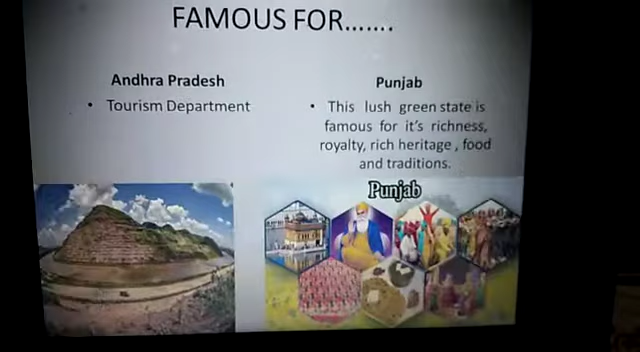 FAMOUS FOR.......
Andhra Pradesh
• Tourism Department
Punjab
• This lush green state is
famous for it's richness,
royalty, rich heritage , food
and traditions.
Punjab